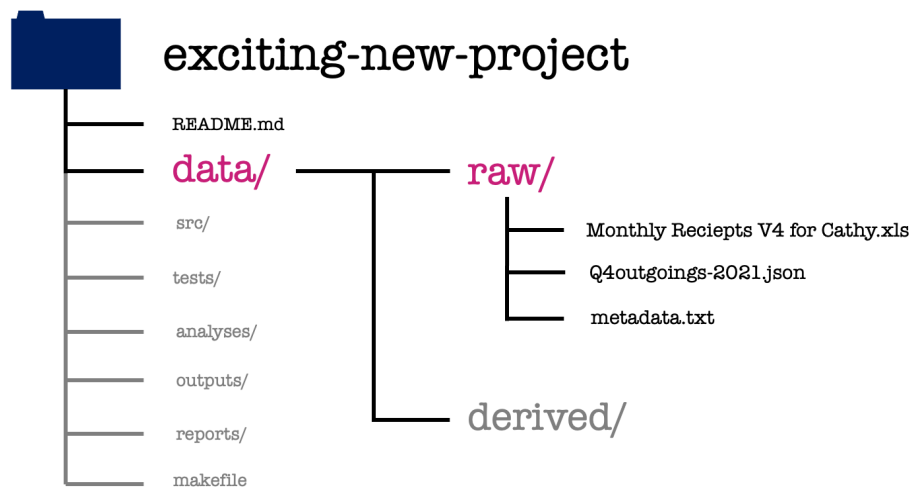 exciting-new-project
README.md
data/
src/
tests/
analyses/
outputs/
reports/
makefile
raw/
Monthly Reciepts V4 for Cathy.xls
Q4outgoings-2021.json
metadata.txt
derived/